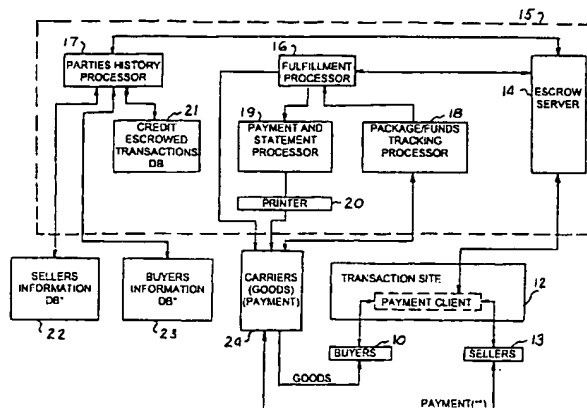 15
17
PARTIES HISTORY
PROCESSOR
16
FULFILLMENT
PROCESSOR
14
ESCROW
SERVER
21
CREDIT
ESCROWED
TRANSACTIONS
DB
19
PAYMENT AND
STATEMENT
PROCESSOR
18
PACKAGE/FUNDS
TRACKING
PROCESSOR
PRINTER
20
SELLERS
INFORMATION
DB*
22
BUYERS
INFORMATION
DB*
23
CARRIERS
(GOODS)
(PAYMENT)
24
TRANSACTION SITE
PAYMENT CLIENT
12
10
BUYERS
13
SELLERS
GOODS
PAYMENT(**)